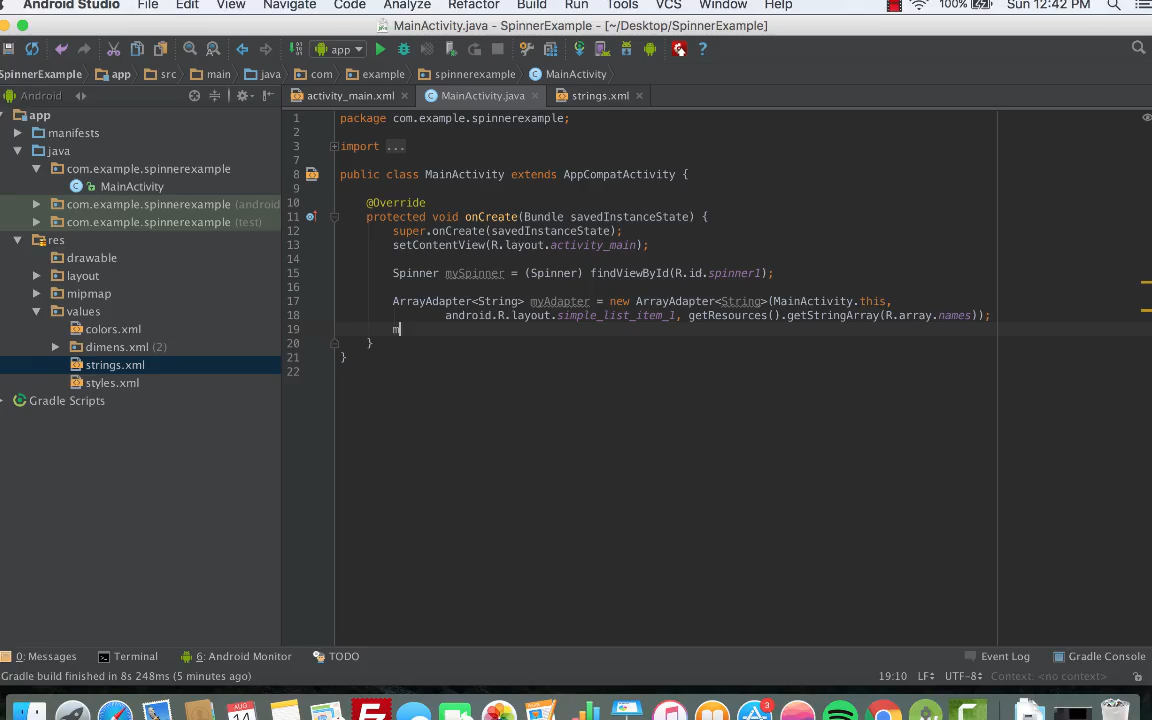 Android Studio File Edit View Navigate Code Analyze Refactor Build Run Tools VCS Window Help 100% Sun 12:42 PM
MainActivity.java - SpinnerExample - [~/Desktop/SpinnerExample]
app
SpinnerExample app src main java com example spinnerexample MainActivity
Android
activity_main.xml MainActivity.java strings.xml
app
manifests
java
com.example.spinnerexample
MainActivity
com.example.spinnerexample (android
com.example.spinnerexample (test)
res
drawable
layout
mipmap
values
colors.xml
dimens.xml (2)
strings.xml
styles.xml
Gradle Scripts
1 package com.example.spinnerexample;
2
3 import ...
7
8 public class MainActivity extends AppCompatActivity {
9
10 @Override
11 protected void onCreate(Bundle savedInstanceState) {
12 super.onCreate(savedInstanceState);
13 setContentView(R.layout.activity_main);
14
15 Spinner mySpinner = (Spinner) findViewById(R.id.spinner1);
16
17 ArrayAdapter<String> myAdapter = new ArrayAdapter<String>(MainActivity.this,
18 android.R.layout.simple_list_item_1, getResources().getStringArray(R.array.names));
19 m
20 }
21 }
22
0: Messages Terminal 6: Android Monitor TODO Event Log Gradle Console
Gradle build finished in 8s 248ms (5 minutes ago) 19:10 LF UTF-8 Context: <no context>
AUG
14
3